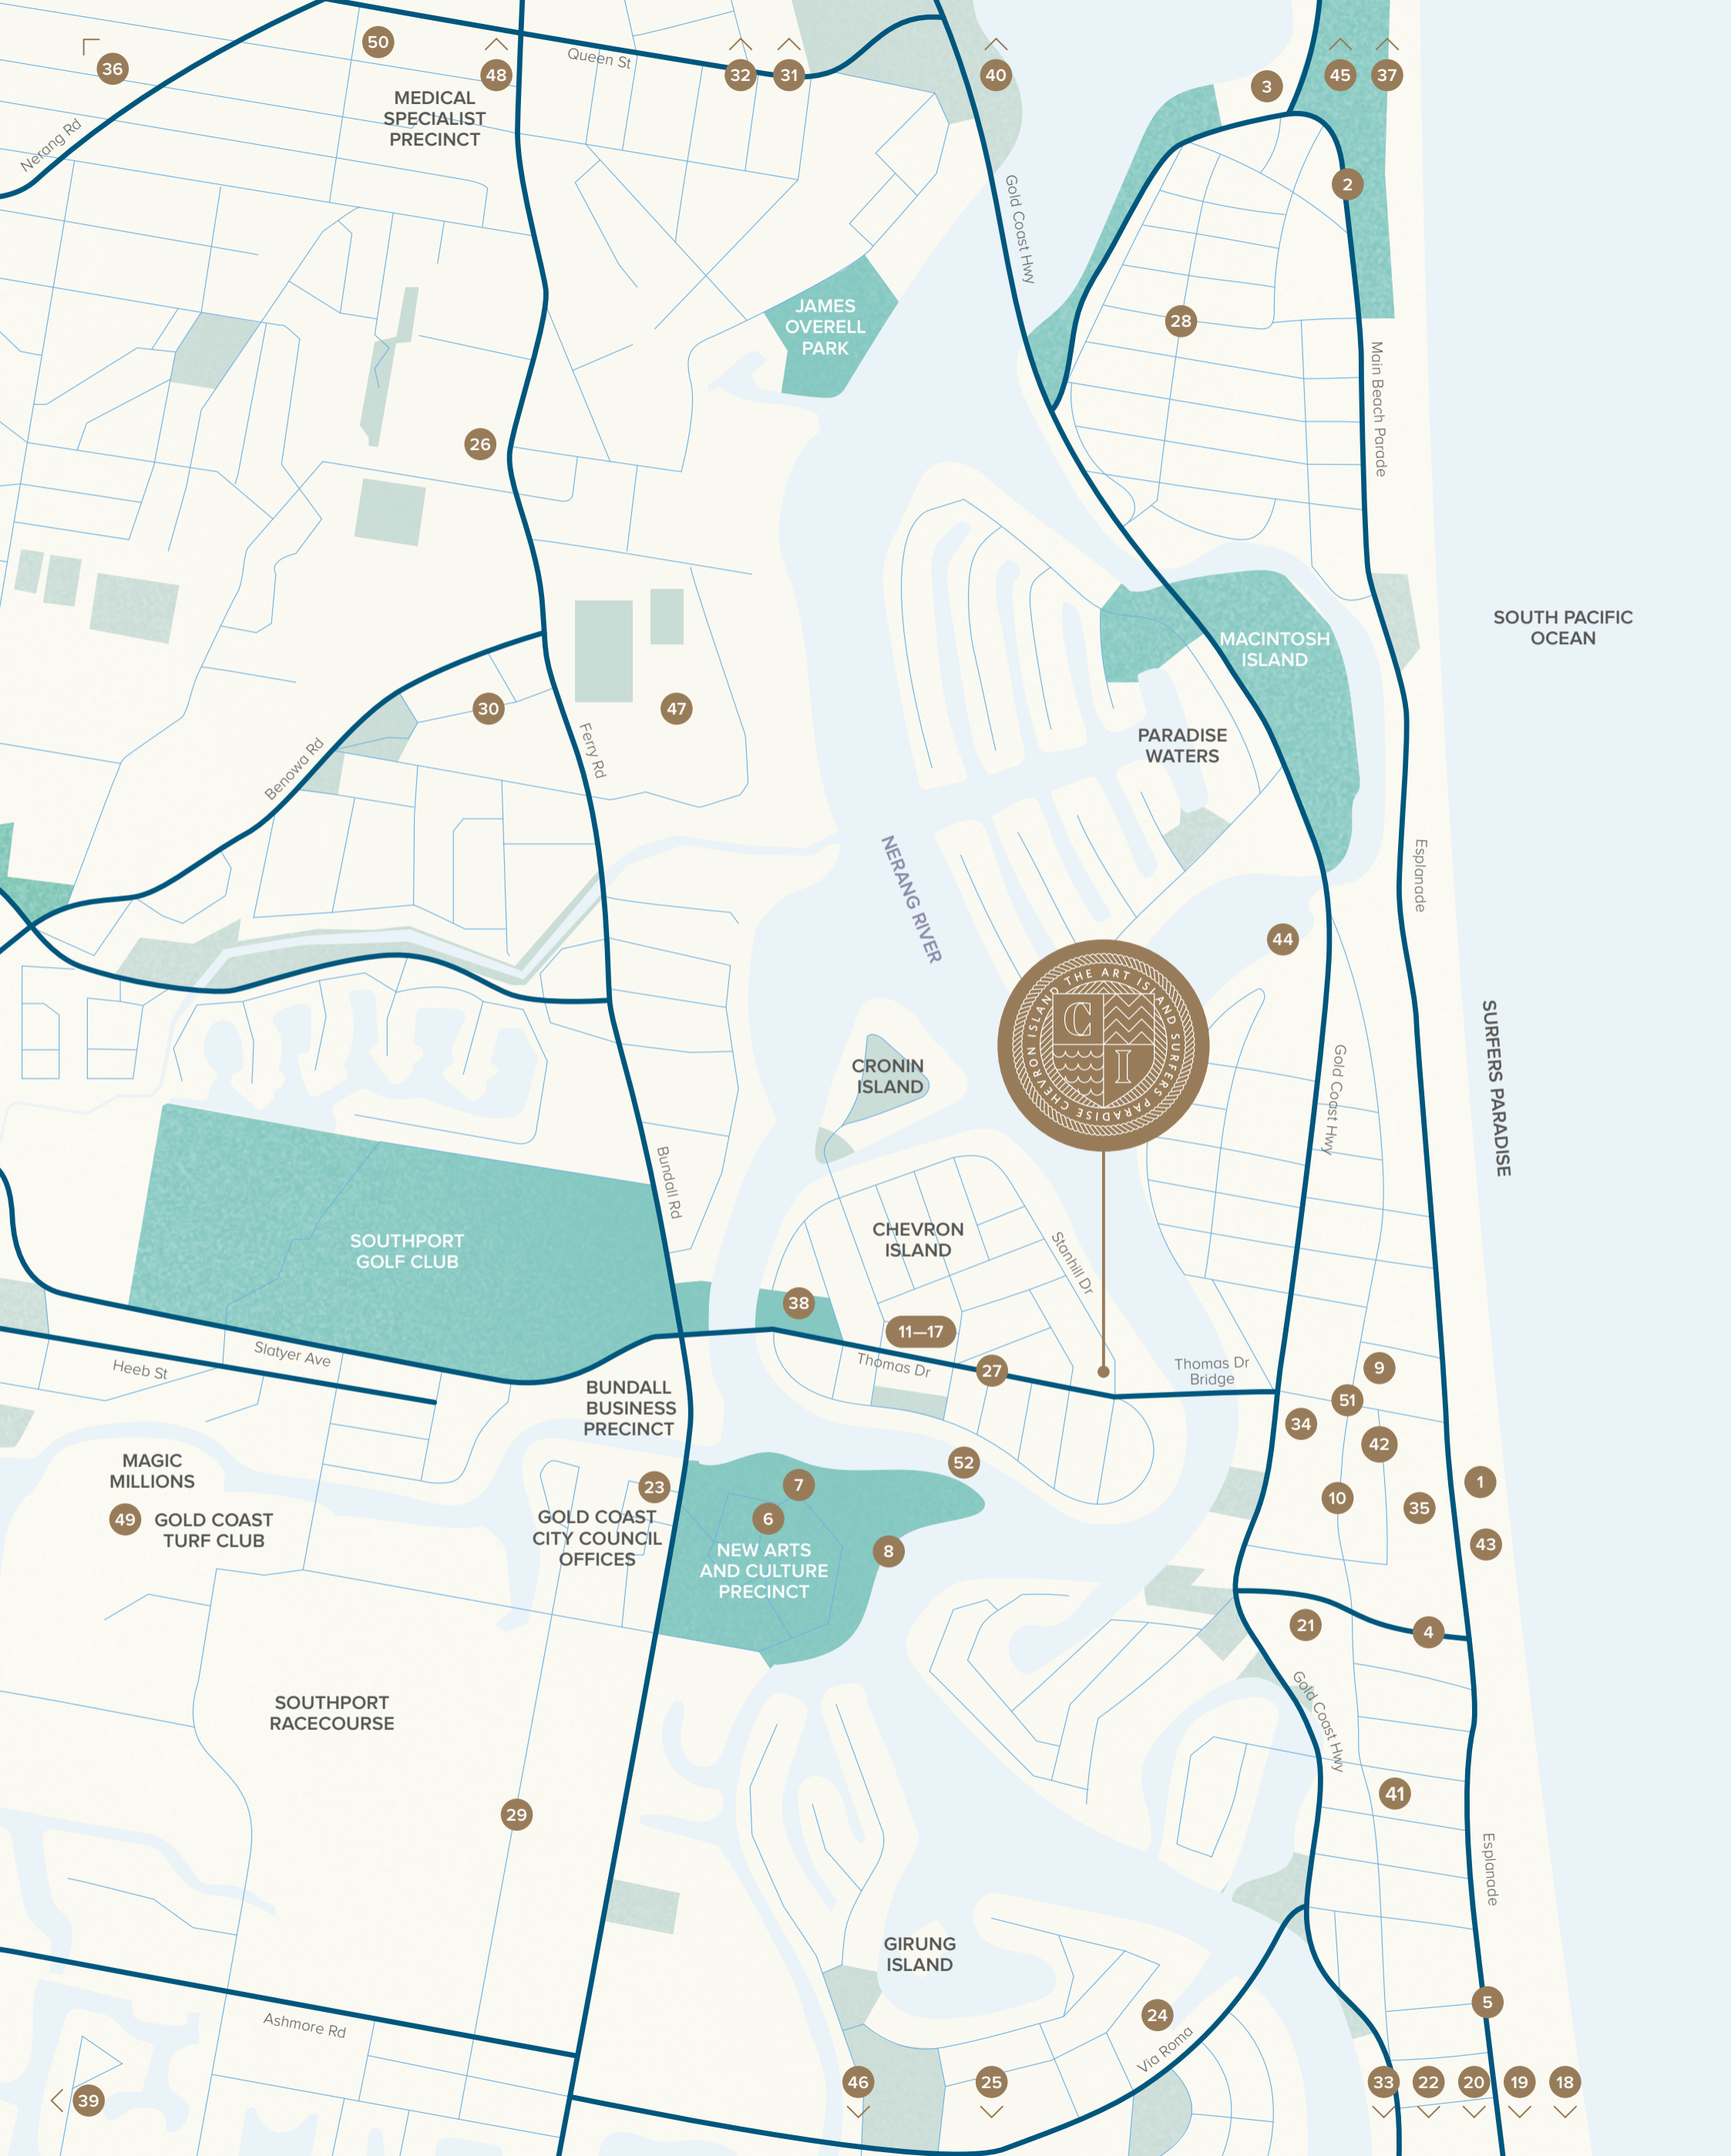 36
50
48
Queen St
32
31
40
3
45
37
MEDICAL
SPECIALIST
PRECINCT
Nerang Rd
Gold Coast Hwy
2
JAMES
OVERELL
PARK
28
Main Beach Parade
26
SOUTH PACIFIC
OCEAN
MACINTOSH
ISLAND
30
47
Ferry Rd
Benowa Rd
PARADISE
WATERS
NERANG RIVER
Esplanade
44
THE ART ISLAND SURFERS PARADISE CHEVRON ISLAND
C
I
CRONIN
ISLAND
Gold Coast Hwy
SURFERS PARADISE
Bundall Rd
SOUTHPORT
GOLF CLUB
CHEVRON
ISLAND
Stanhill Dr
38
11—17
Slatyer Ave
Heeb St
Thomas Dr
27
Thomas Dr
Bridge
9
51
34
42
BUNDALL
BUSINESS
PRECINCT
MAGIC
MILLIONS
49
GOLD COAST
TURF CLUB
23
GOLD COAST
CITY COUNCIL
OFFICES
7
6
52
8
NEW ARTS
AND CULTURE
PRECINCT
10
35
1
43
21
4
SOUTHPORT
RACECOURSE
Gold Coast Hwy
29
41
Esplanade
GIRUNG
ISLAND
5
24
Via Roma
Ashmore Rd
39
46
25
33
22
20
19
18